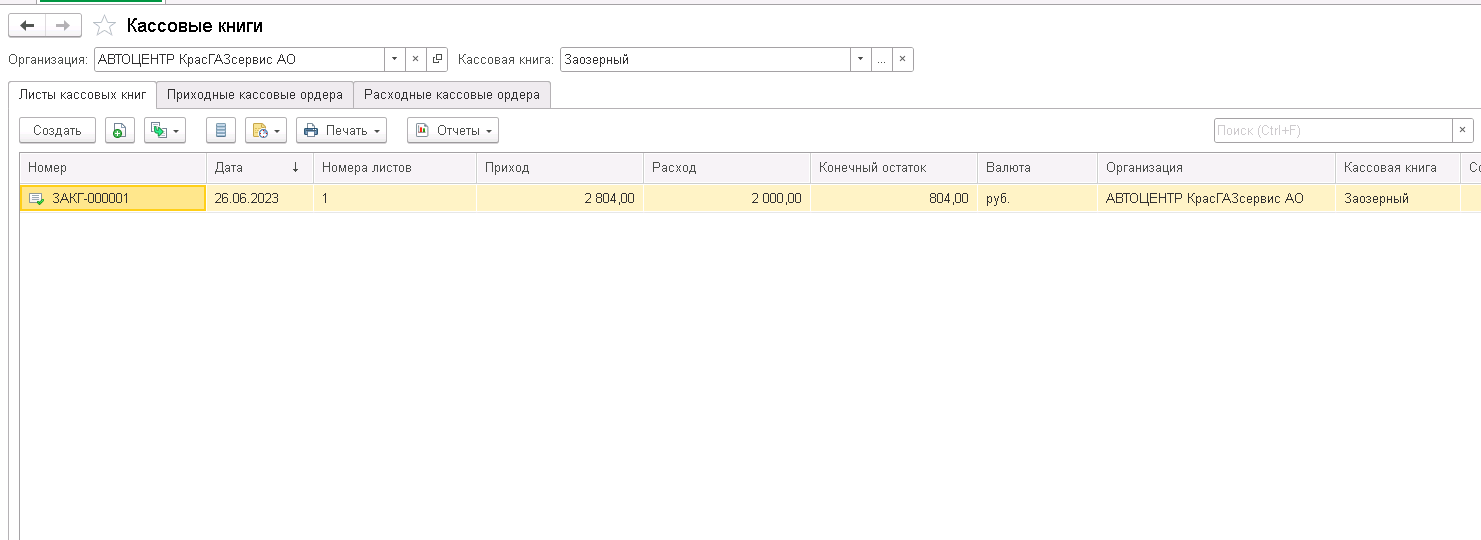 Кассовые книги
Организация: АВТОЦЕНТР КрасГАЗсервис АО Кассовая книга: Заозерный ...
Листы кассовых книг Приходные кассовые ордера Расходные кассовые ордера
Создать Печать Отчеты Поиск (Ctrl+F)
Номер Дата ↓ Номера листов Приход Расход Конечный остаток Валюта Организация Кассовая книга Со
ЗАКГ-000001 26.06.2023 1 2 804,00 2 000,00 804,00 руб. АВТОЦЕНТР КрасГАЗсервис АО Заозерный